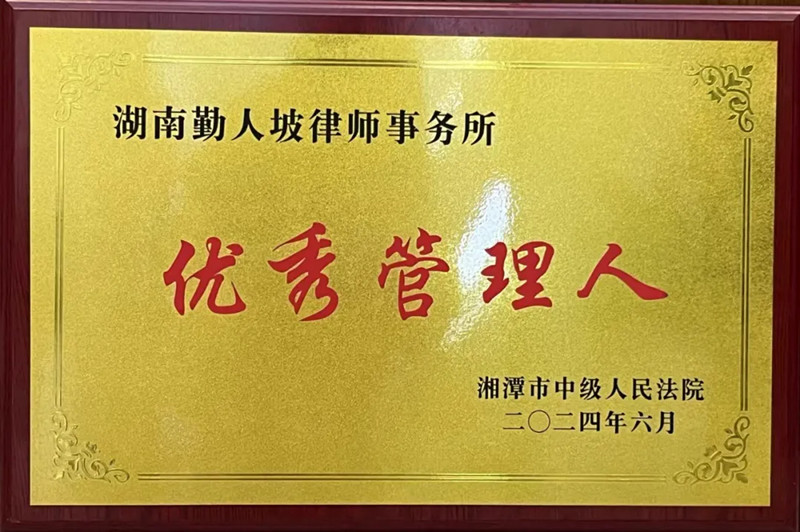 湖南勤人坡律师事务所
优秀管理人
湘潭市中级人民法院
二〇二四年六月